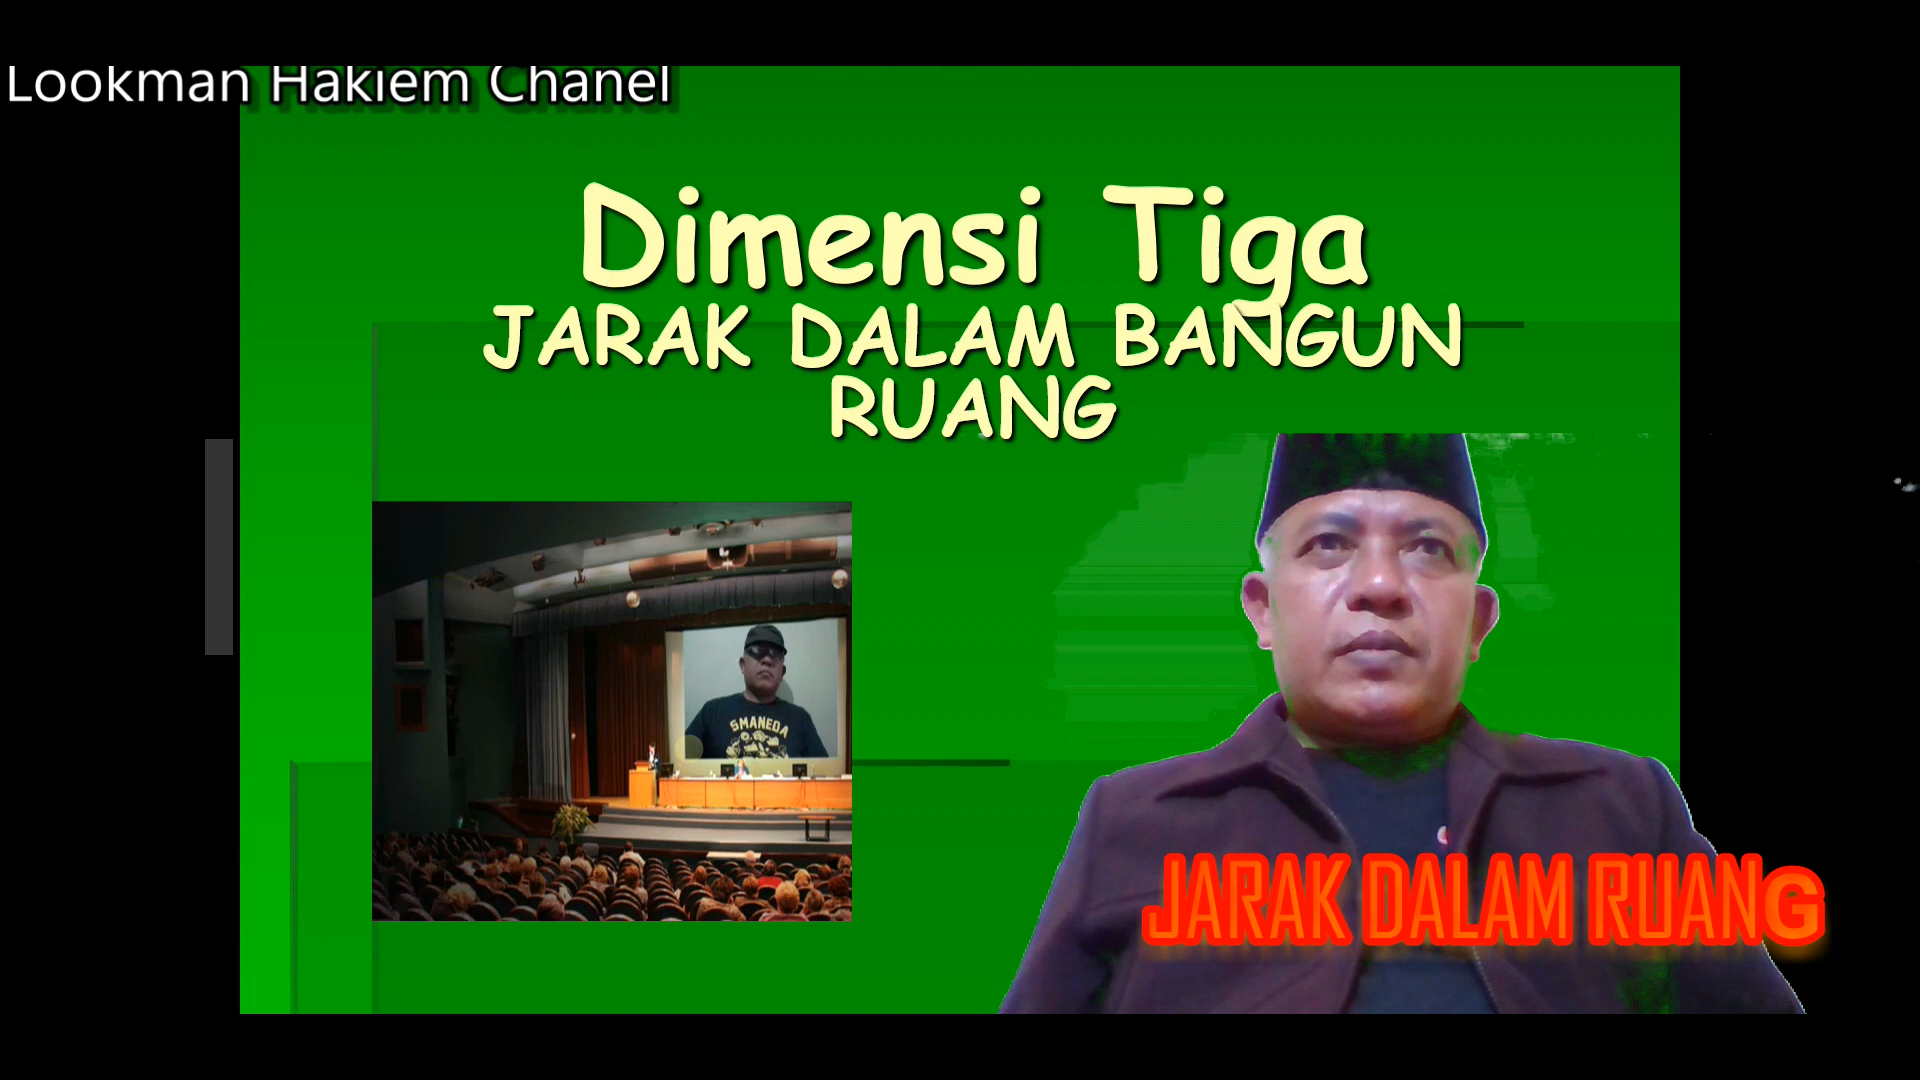 Lookman Hakiem Chanel
Dimensi Tiga
JARAK DALAM BANGUN
RUANG
SMANEDA
JARAK DALAM RUANG